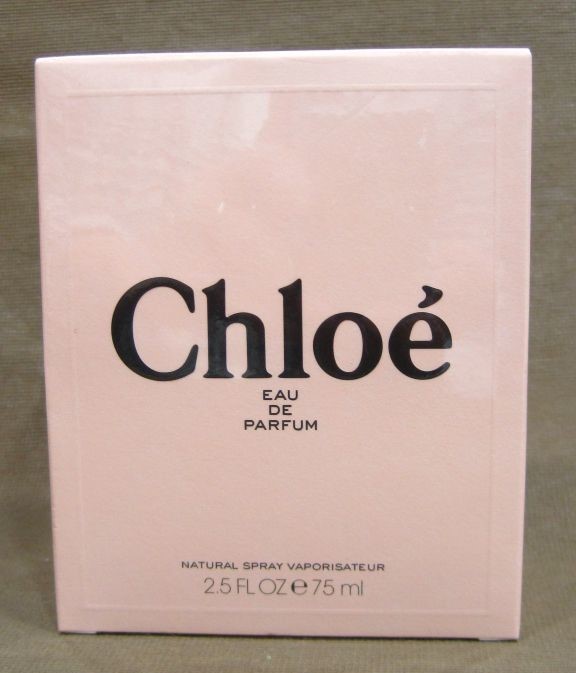 Chloé
EAU
DE
PARFUM
NATURAL SPRAY VAPORISATEUR
2.5 FL OZ ℮ 75 ml